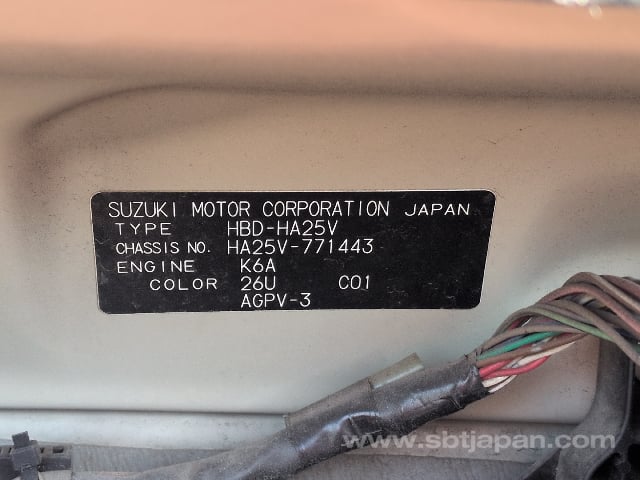 SUZUKI MOTOR CORPORATION JAPAN
TYPE HBD-HA25V
CHASSIS NO. HA25V-771443
ENGINE K6A
COLOR 26U C01
AGPV-3
www.sbtjapan.com